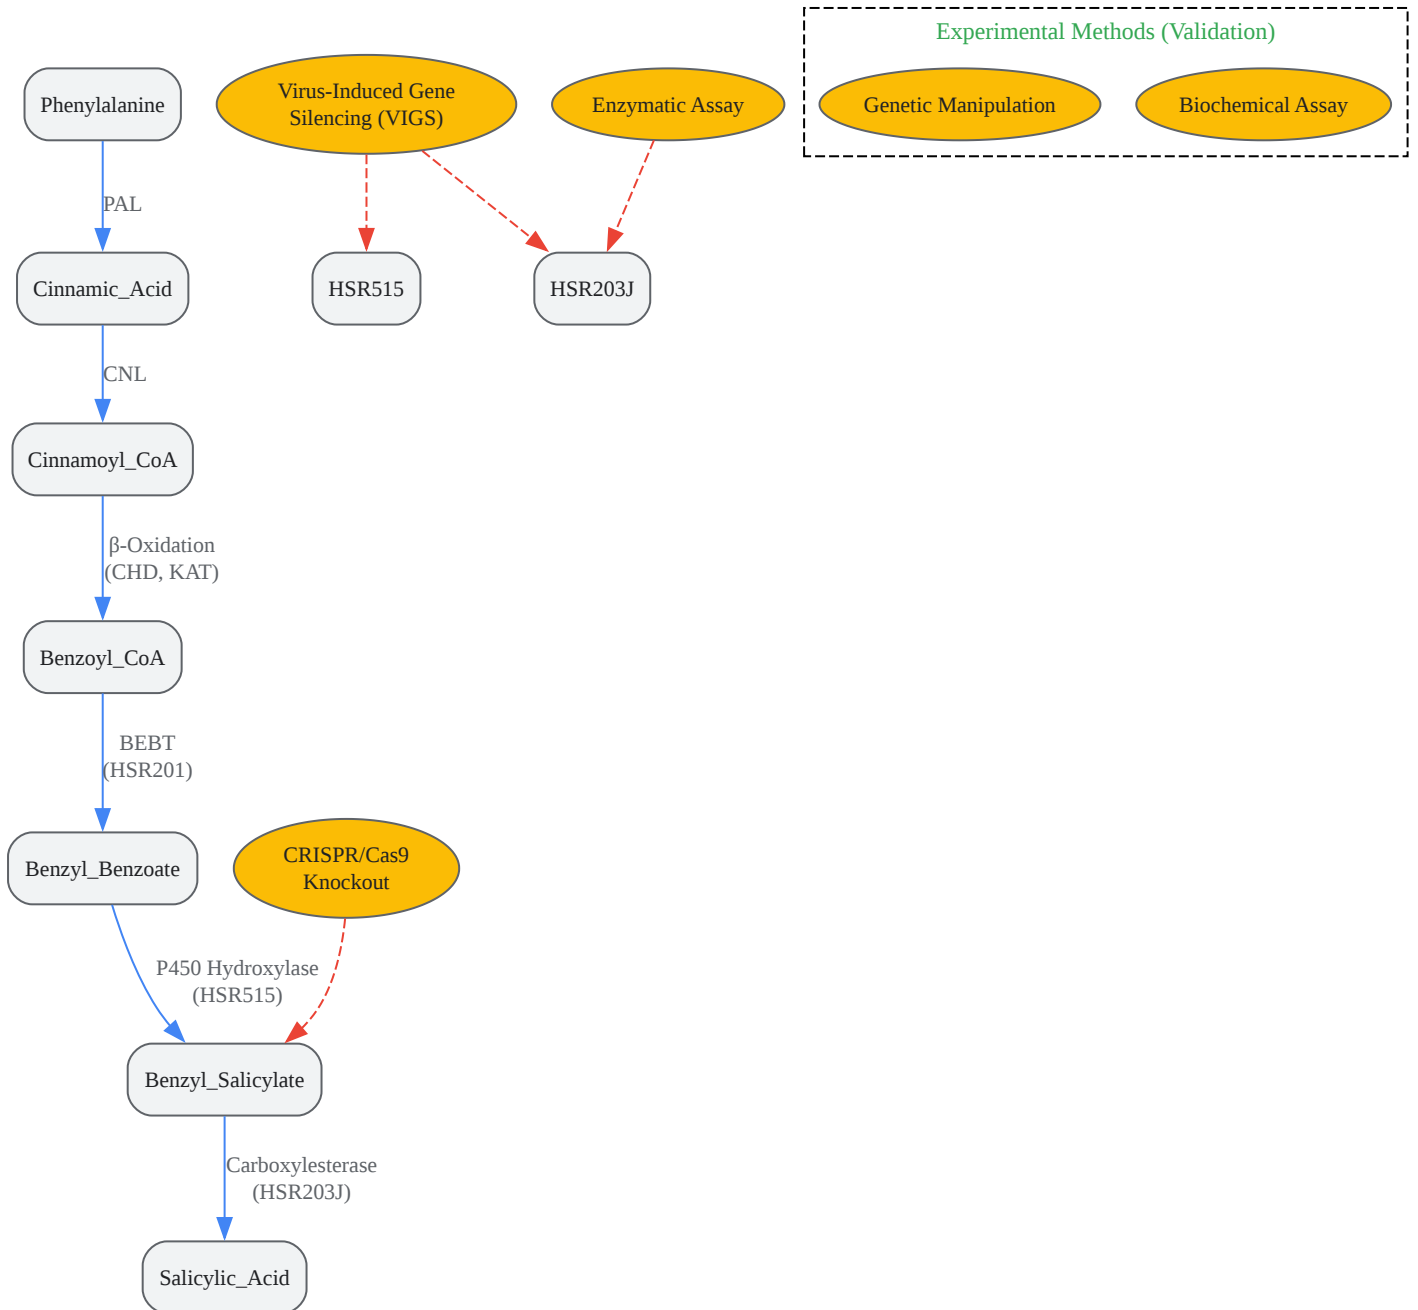 Experimental Methods (Validation)
Phenylalanine
Virus-Induced Gene
Silencing (VIGS)
Enzymatic Assay
Genetic Manipulation
Biochemical Assay
PAL
Cinnamic_Acid
HSR515
HSR203J
CNL
Cinnamoyl_CoA
β-Oxidation
(CHD, KAT)
Benzoyl_CoA
BEBT
(HSR201)
Benzyl_Benzoate
CRISPR/Cas9
Knockout
P450 Hydroxylase
(HSR515)
Benzyl_Salicylate
Carboxylesterase
(HSR203J)
Salicylic_Acid